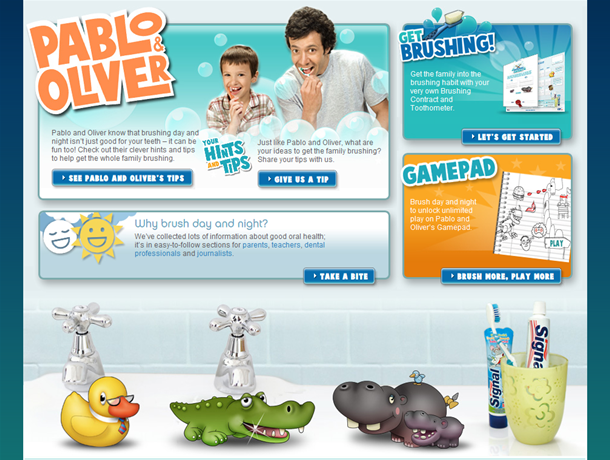 PABLO
&
OLIVER
Pablo and Oliver know that brushing day and
night isn't just good for your teeth – it can be
fun too! Check out their clever hints and tips
to help get the whole family brushing.
SEE PABLO AND OLIVER'S TIPS
YOUR
HINTS
AND
TIPS
Just like Pablo and Oliver, what are
your ideas to get the family brushing?
Share your tips with us.
GIVE US A TIP
GET
BRUSHING!
Get the family into the
brushing habit with your
very own Brushing
Contract and
Toothometer.
LET'S GET STARTED
GAMEPAD
Brush day and night
to unlock unlimited
play on Pablo and
Oliver's Gamepad.
PLAY
BRUSH MORE, PLAY MORE
Why brush day and night?
We've collected lots of information about good oral health;
it's in easy-to-follow sections for parents, teachers, dental
professionals and journalists.
TAKE A BITE
Signal
Signal